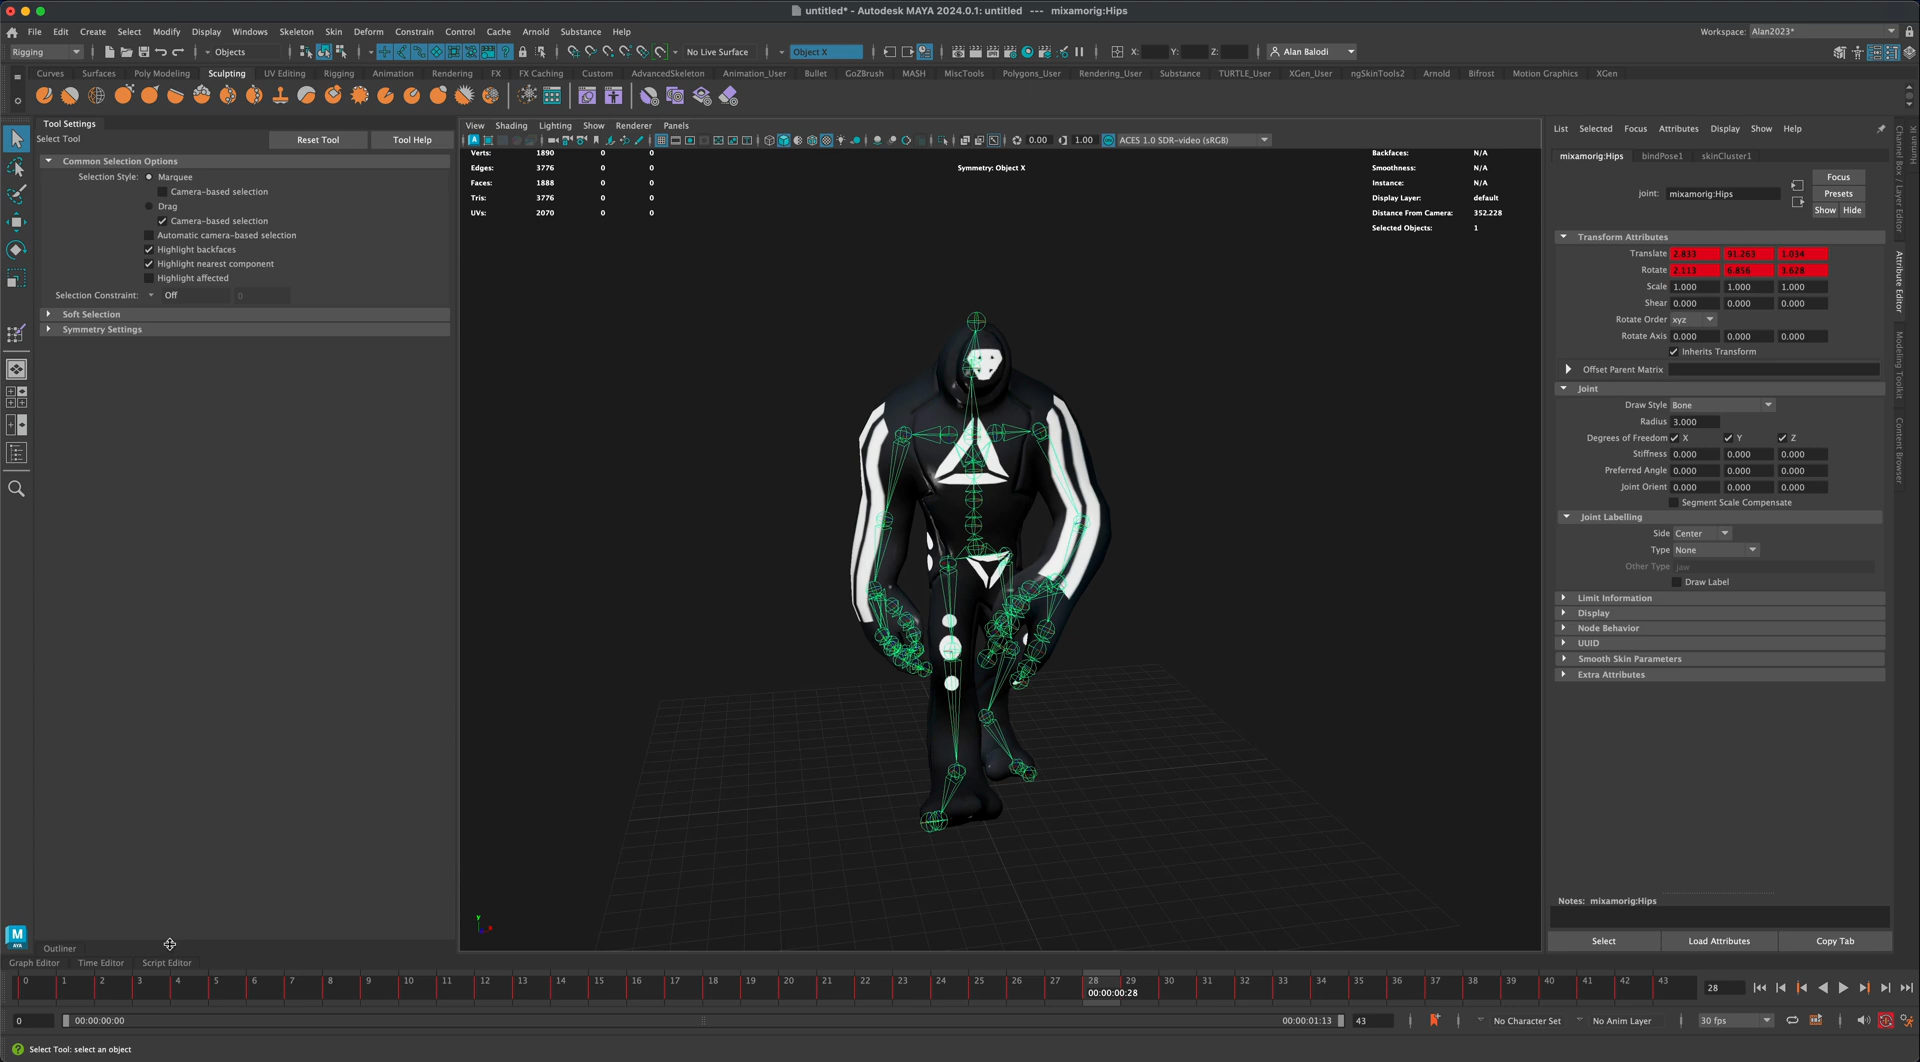 untitled* - Autodesk MAYA 2024.0.1: untitled --- mixamorig:Hips
File Edit Create Select Modify Display Windows Skeleton Skin Deform Constrain Control Cache Arnold Substance Help
Workspace: Alan2023*
Rigging
Objects
No Live Surface
Object X
X:
Y:
Z:
Alan Balodi
Curves Surfaces Poly Modeling Sculpting UV Editing Rigging Animation Rendering FX FX Caching Custom AdvancedSkeleton Animation_User Bullet GoZBrush MASH MiscTools Polygons_User Rendering_User Substance TURTLE_User XGen_User ngSkinTools2 Arnold Bifrost Motion Graphics XGen
Tool Settings
Select Tool
Reset Tool
Tool Help
Common Selection Options
Selection Style: Marquee
Camera-based selection
Drag
Camera-based selection
Automatic camera-based selection
Highlight backfaces
Highlight nearest component
Highlight affected
Selection Constraint: Off 0
Soft Selection
Symmetry Settings
View Shading Lighting Show Renderer Panels
0.00
1.00
ACES 1.0 SDR-video (sRGB)
Verts: 1890 0 0
Edges: 3776 0 0
Faces: 1888 0 0
Tris: 3776 0 0
UVs: 2070 0 0
Symmetry: Object X
Backfaces: N/A
Smoothness: N/A
Instance: N/A
Display Layer: default
Distance From Camera: 352.228
Selected Objects: 1
y
List Selected Focus Attributes Display Show Help
mixamorig:Hips bindPose1 skinCluster1
joint: mixamorig:Hips
Focus
Presets
Show Hide
Transform Attributes
Translate 2.833 91.263 1.034
Rotate 2.113 6.856 3.628
Scale 1.000 1.000 1.000
Shear 0.000 0.000 0.000
Rotate Order xyz
Rotate Axis 0.000 0.000 0.000
Inherits Transform
Offset Parent Matrix
Joint
Draw Style Bone
Radius 3.000
Degrees of Freedom X Y Z
Stiffness 0.000 0.000 0.000
Preferred Angle 0.000 0.000 0.000
Joint Orient 0.000 0.000 0.000
Segment Scale Compensate
Joint Labelling
Side Center
Type None
Other Type jaw
Draw Label
Limit Information
Display
Node Behavior
UUID
Smooth Skin Parameters
Extra Attributes
Notes: mixamorig:Hips
Select
Load Attributes
Copy Tab
Channel Box / Layer Editor
Attribute Editor
Modeling Toolkit
Content Browser
M
AYA
Outliner
Graph Editor Time Editor Script Editor
0 1 2 3 4 5 6 7 8 9 10 11 12 13 14 15 16 17 18 19 20 21 22 23 24 25 26 27 28 29 30 31 32 33 34 35 36 37 38 39 40 41 42 43
00:00:00:28
28
0
00:00:00:00
00:00:01:13
43
No Character Set
No Anim Layer
30 fps
Select Tool: select an object